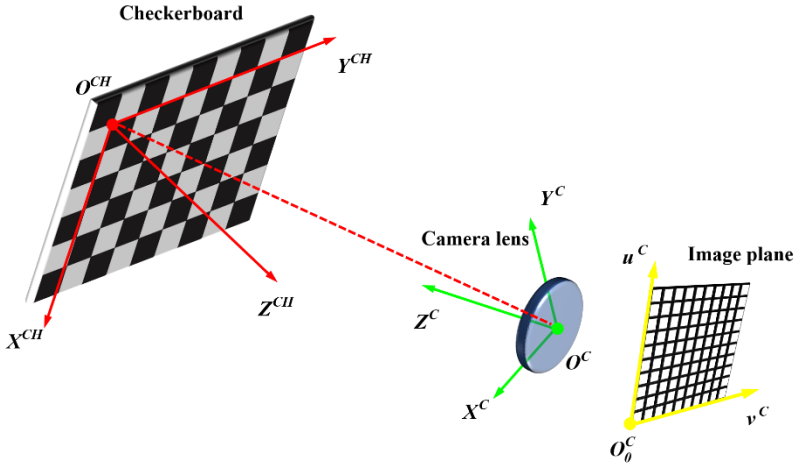 Checkerboard
Y^CH
O^CH
Y^C
Camera lens
u^C
Image plane
Z^CH
Z^C
X^CH
O^C
X^C
v^C
O_0^C